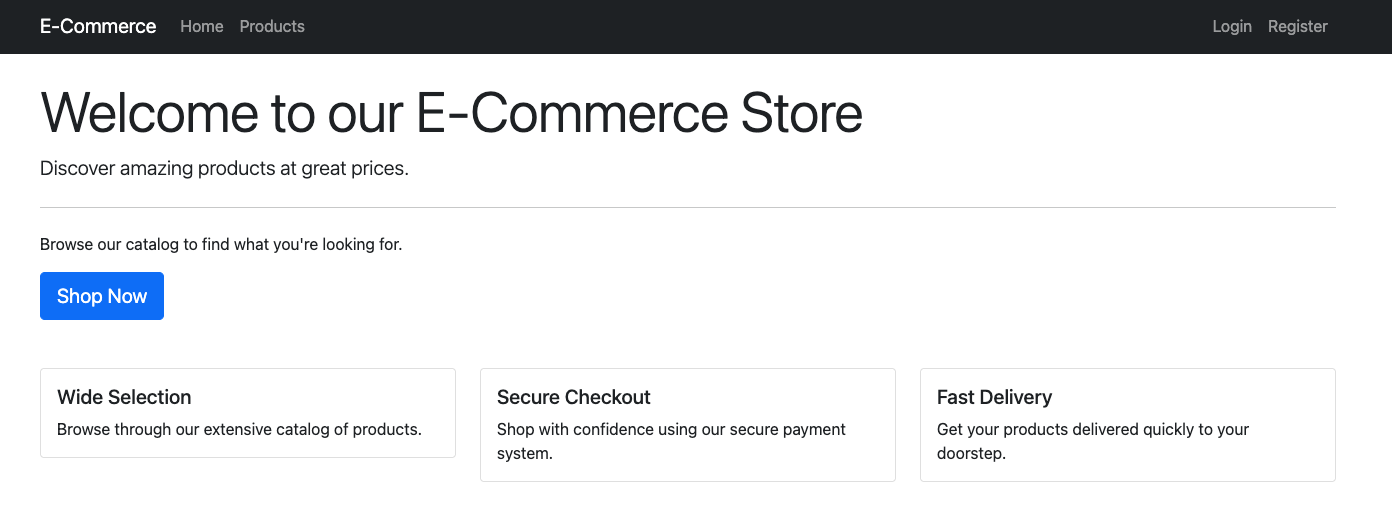 E-Commerce Home Products Login Register
Welcome to our E-Commerce Store
Discover amazing products at great prices.
Browse our catalog to find what you're looking for.
Shop Now
Wide Selection
Browse through our extensive catalog of products.
Secure Checkout
Shop with confidence using our secure payment
system.
Fast Delivery
Get your products delivered quickly to your
doorstep.